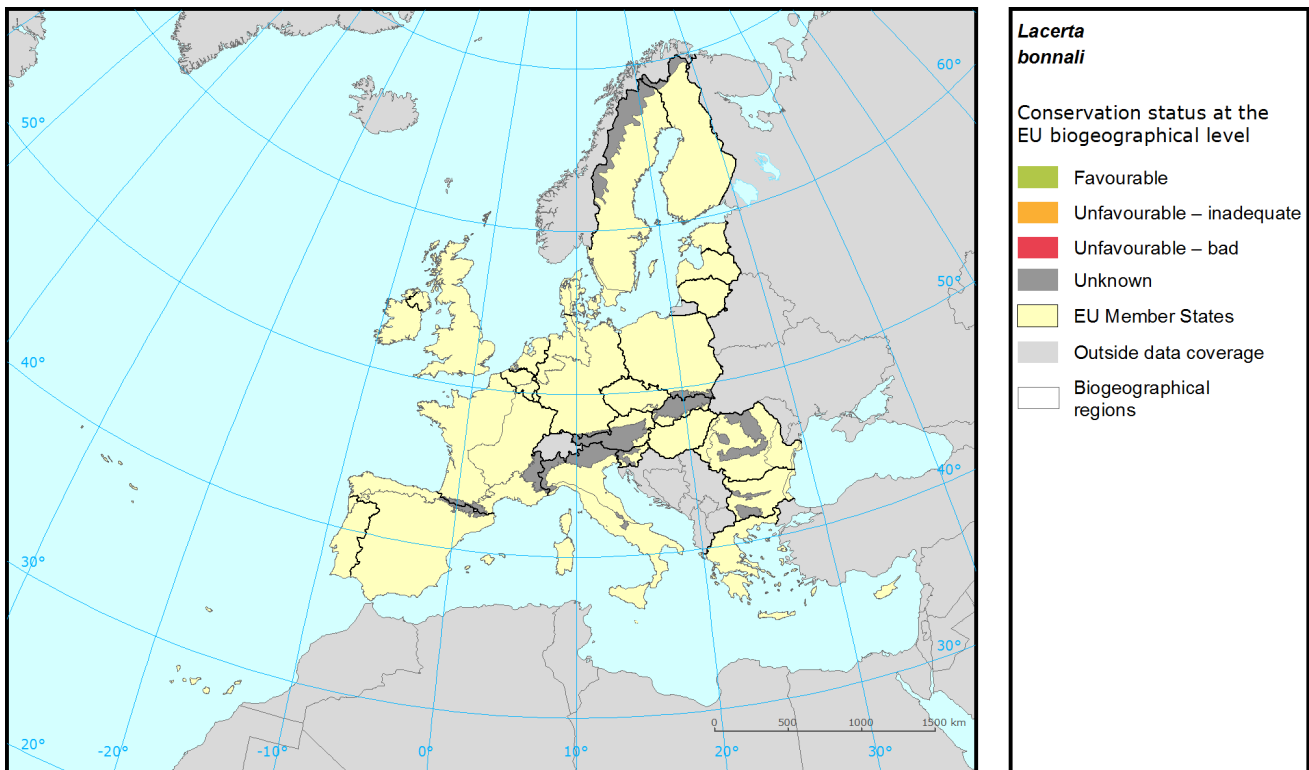 60°
50°
50°
40°
40°
30°
30°
20°
-20°
-10°
0°
10°
20°
30°
0 500 1000 1500 km
Lacerta
bonnali
Conservation status at the
EU biogeographical level
Favourable
Unfavourable – inadequate
Unfavourable – bad
Unknown
EU Member States
Outside data coverage
Biogeographical
regions